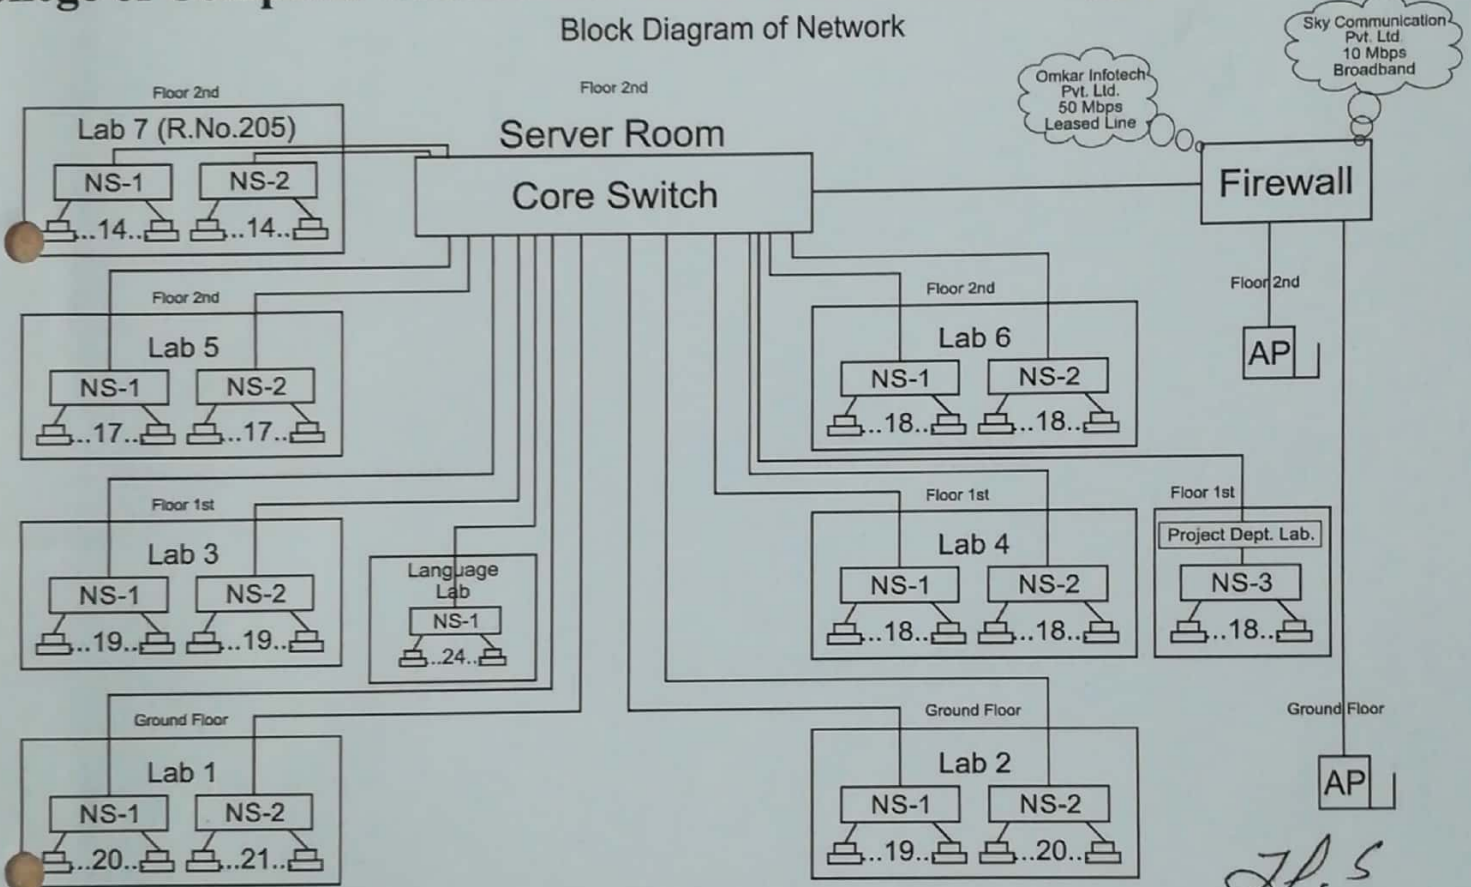 Block Diagram of Network
Sky Communication
Pvt. Ltd.
10 Mbps
Broadband
Omkar Infotech
Pvt. Ltd.
50 Mbps
Leased Line
Floor 2nd
Server Room
Core Switch
Firewall
Floor 2nd
Lab 7 (R.No.205)
NS-1
NS-2
...14..
...14..
Floor 2nd
Lab 5
NS-1
NS-2
...17..
...17..
Floor 2nd
Lab 6
NS-1
NS-2
...18..
...18..
Floor 2nd
AP
Floor 1st
Lab 3
NS-1
NS-2
...19..
...19..
Language
Lab
NS-1
...24..
Floor 1st
Lab 4
NS-1
NS-2
...18..
...18..
Floor 1st
Project Dept. Lab.
NS-3
...18..
Ground Floor
Lab 1
NS-1
NS-2
...20..
...21..
Ground Floor
Lab 2
NS-1
NS-2
...19..
...20..
Ground Floor
AP